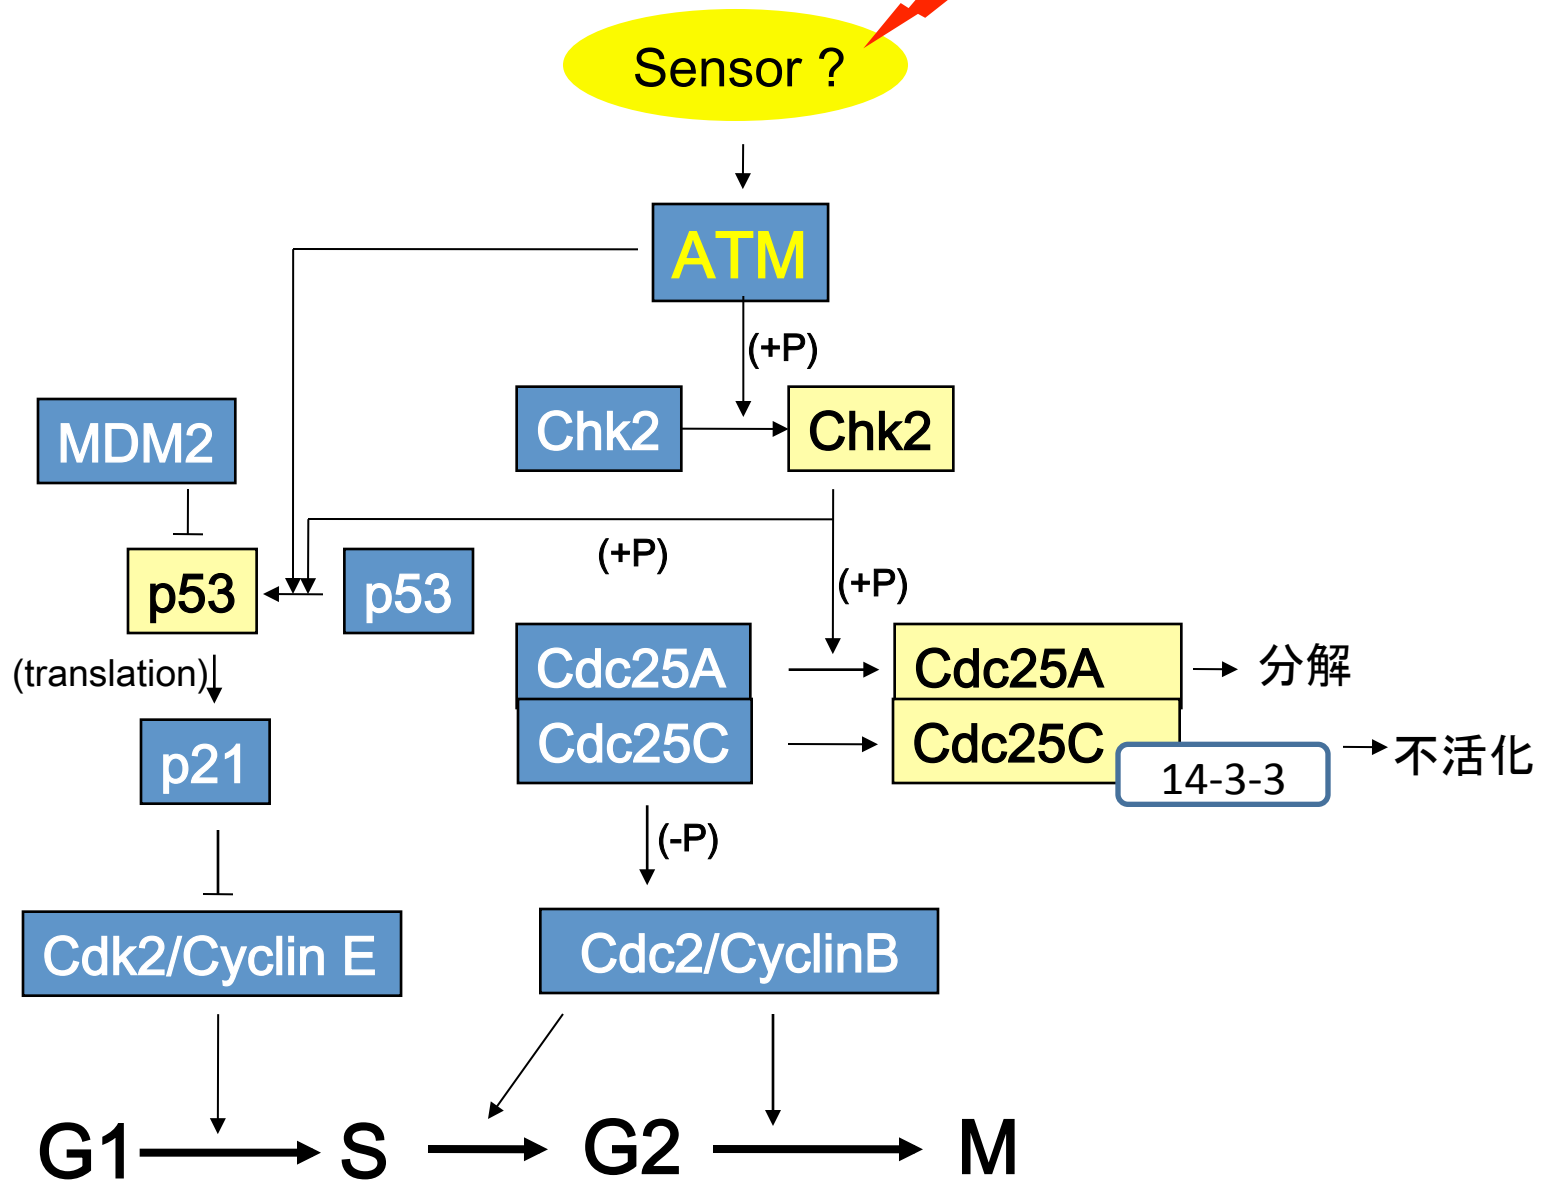 Sensor ?
ATM
(+P)
MDM2
Chk2
Chk2
(+P)
(+P)
p53
p53
Cdc25A
Cdc25A
分解
(translation)
Cdc25C
Cdc25C
14-3-3
不活化
p21
(-P)
Cdk2/Cyclin E
Cdc2/CyclinB
G1
S
G2
M